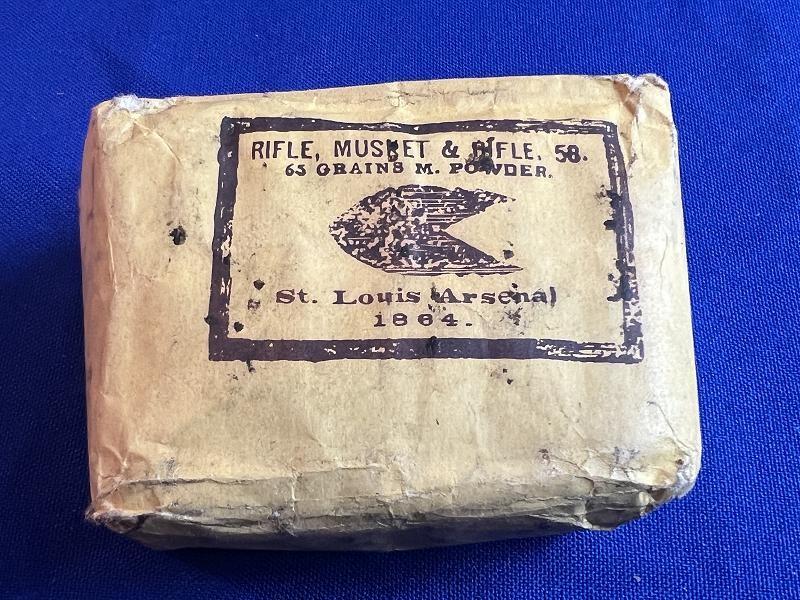 RIFLE, MUSKET & RIFLE, 58.
65 GRAINS M. POWDER.
St. Louis Arsenal
1864.